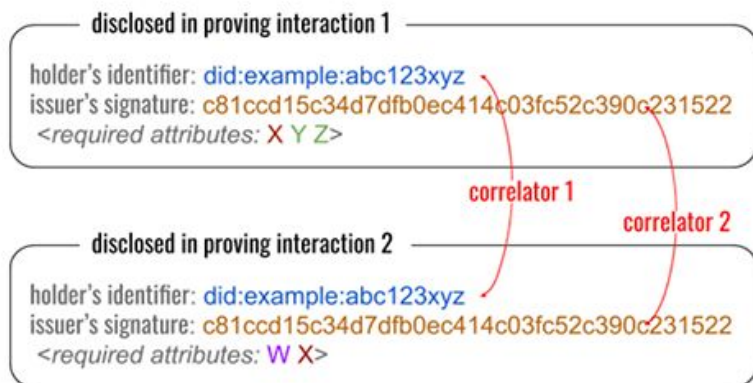 disclosed in proving interaction 1
holder's identifier: did:example:abc123xyz
issuer's signature: c81ccd15c34d7dfb0ec414c03fc52c390c231522
<required attributes: X Y Z>
correlator 1
correlator 2
disclosed in proving interaction 2
holder's identifier: did:example:abc123xyz
issuer's signature: c81ccd15c34d7dfb0ec414c03fc52c390c231522
<required attributes: W X>